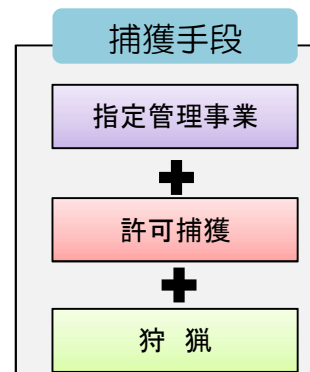 捕獲手段
指定管理事業
+
許可捕獲
+
狩 猟